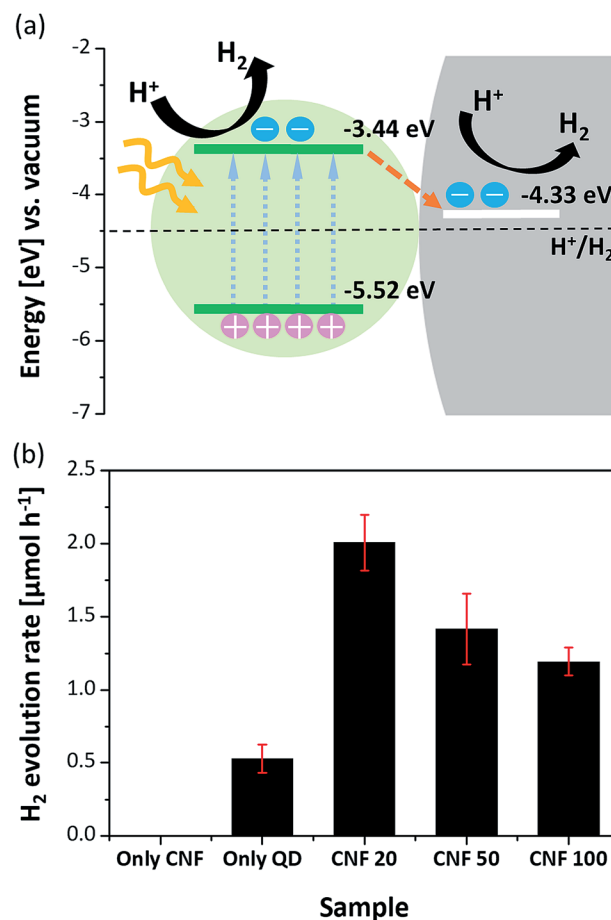 (a)
Energy [eV] vs. vacuum
-2
-3
-4
-5
-6
-7
H⁺
H₂
-3.44 eV
-5.52 eV
H⁺
H₂
-4.33 eV
H⁺/H₂
(b)
H₂ evolution rate [µmol h⁻¹]
2.5
2.0
1.5
1.0
0.5
0.0
Only CNF Only QD CNF 20 CNF 50 CNF 100
Sample